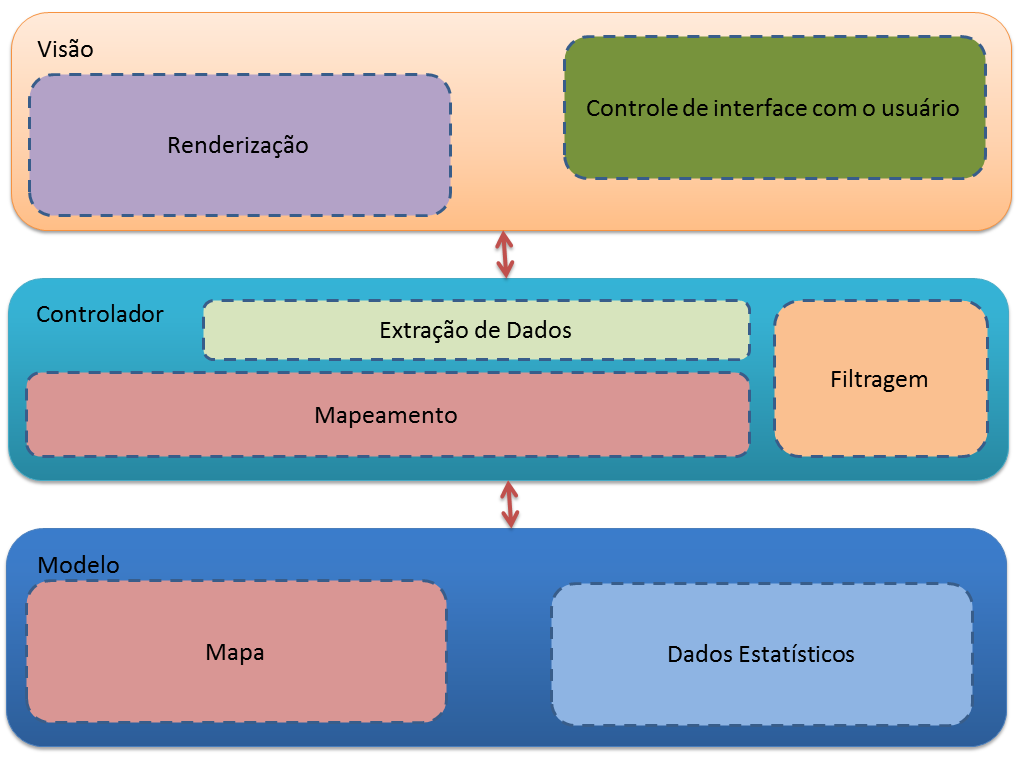 Visão
Renderização
Controle de interface com o usuário
Controlador
Extração de Dados
Mapeamento
Filtragem
Modelo
Mapa
Dados Estatísticos